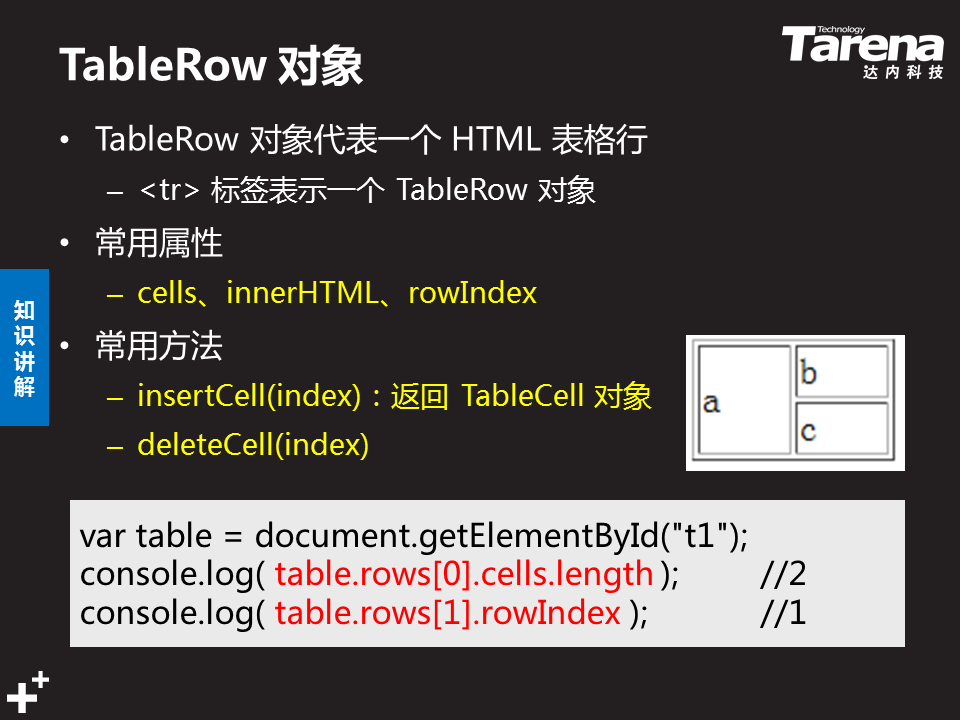 TableRow 对象
Technology
Tarena
达内科技
• TableRow 对象代表一个 HTML 表格行
– <tr> 标签表示一个 TableRow 对象
• 常用属性
– cells、innerHTML、rowIndex
知识讲解
• 常用方法
– insertCell(index)：返回 TableCell 对象
– deleteCell(index)
a
b
c
var table = document.getElementById("t1");
console.log( table.rows[0].cells.length ); //2
console.log( table.rows[1].rowIndex ); //1